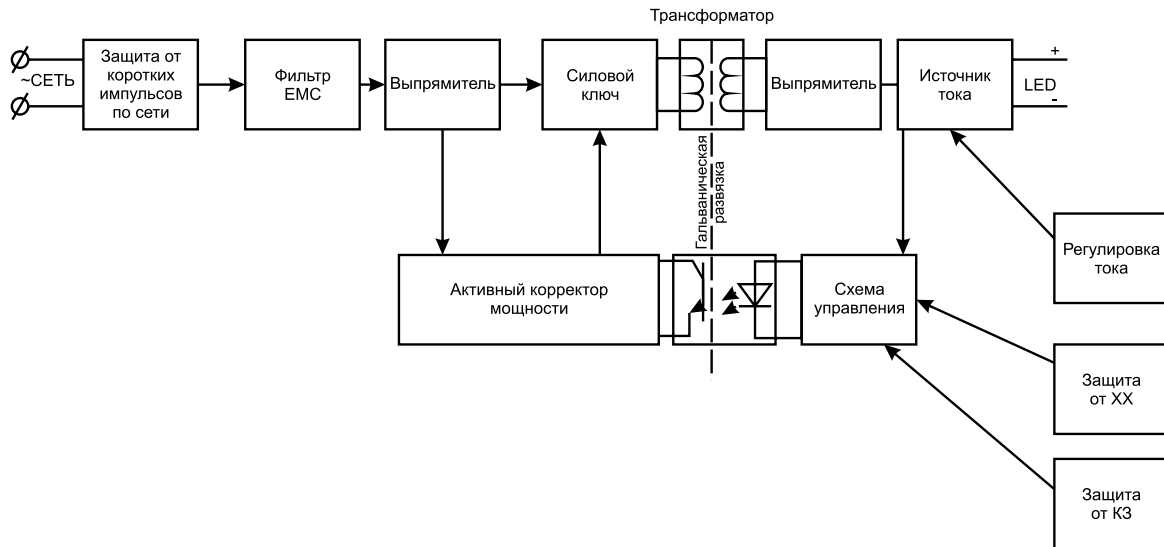 Трансформатор
~СЕТЬ
Защита от
коротких
импульсов
по сети
Фильтр
EMC
Выпрямитель
Силовой
ключ
Выпрямитель
Источник
тока
+
LED
-
Гальваническая
развязка
Регулировка
тока
Активный корректор
мощности
Схема
управления
Защита
от ХХ
Защита
от КЗ